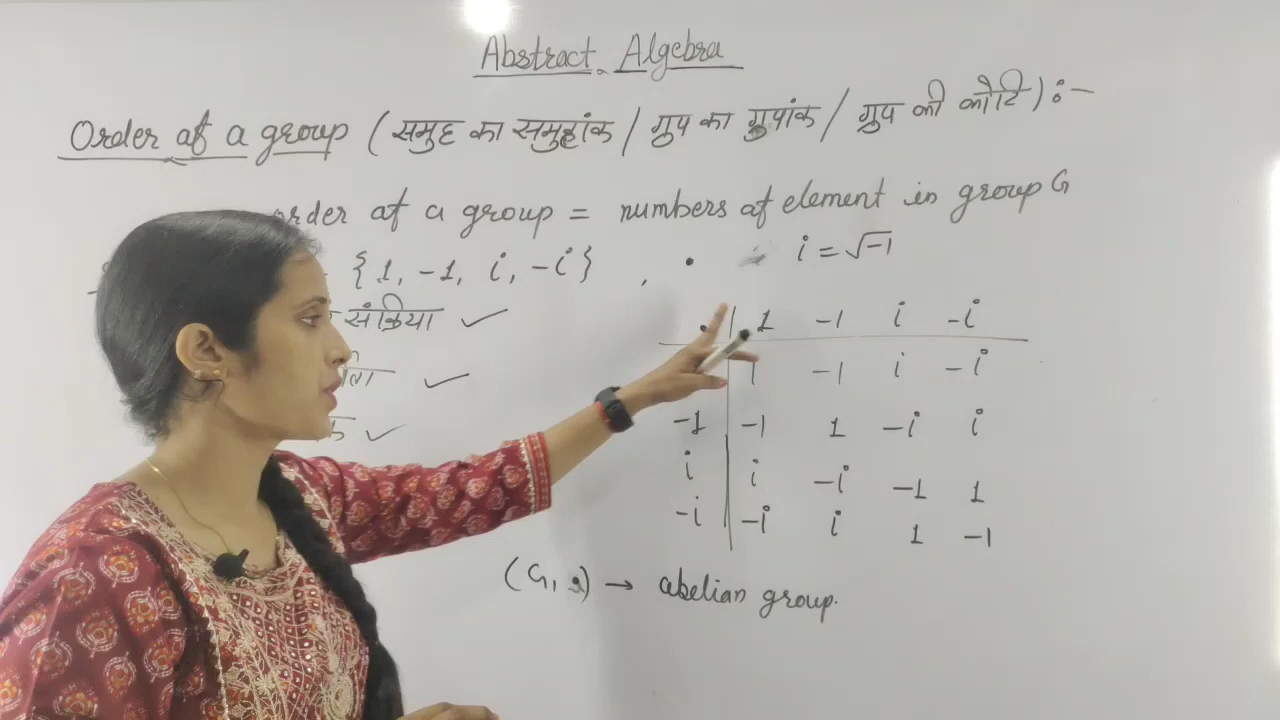 Abstract Algebra
Order of a group (समुह का समुहांक / ग्रुप का ग्रुपांक / ग्रुप की कोटि) :-
order of a group = numbers of element in group G
{1, -1, i, -i} , • i = √-1
संक्रिया ✓
✓
✓
• 1 -1 i -i
1 -1 i -i
-1 -1 1 -i i
i i -i -1 1
-i -i i 1 -1
(G, •) → abelian group.